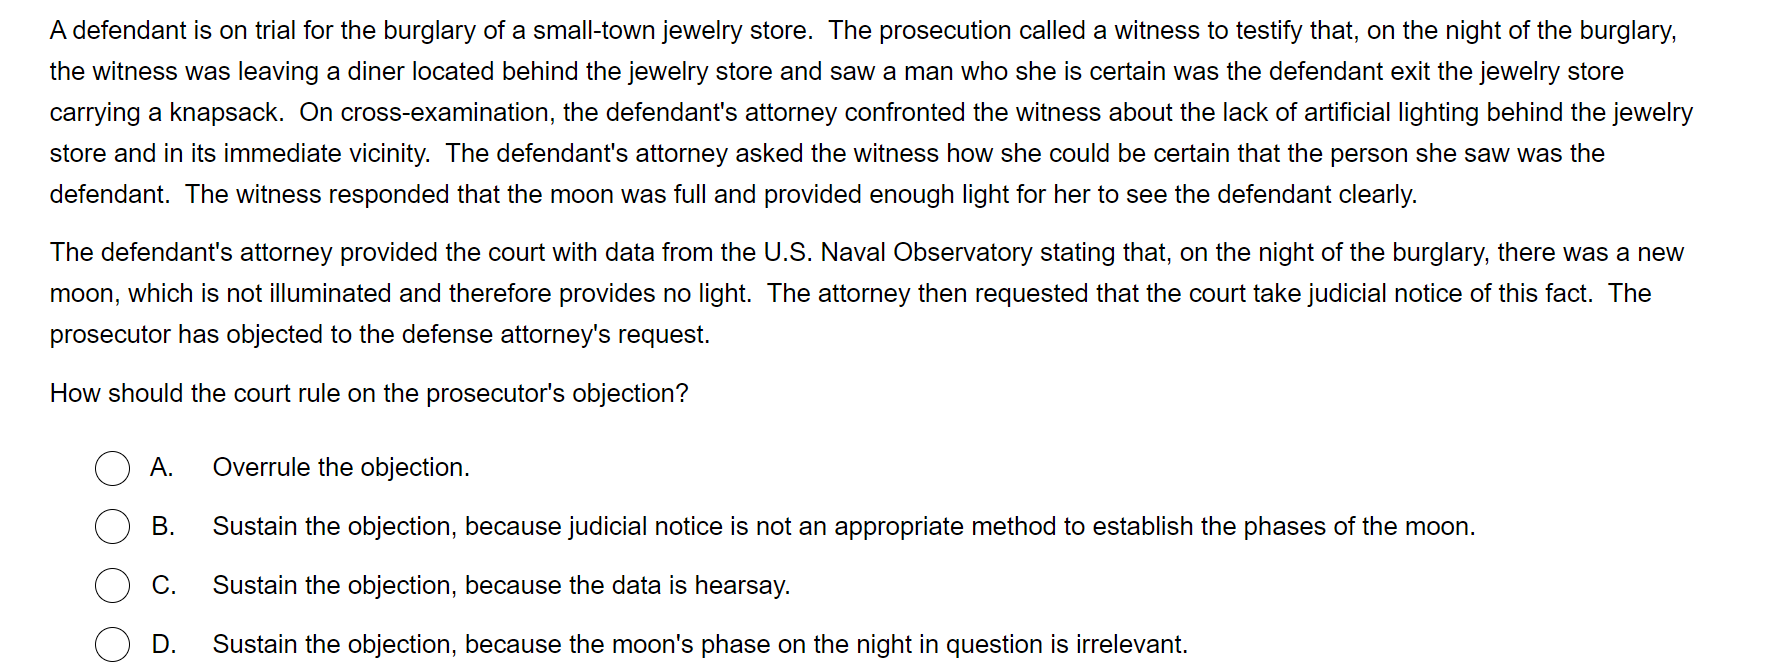 A defendant is on trial for the burglary of a small-town jewelry store.  The prosecution called a witness to testify that, on the night of the burglary,
the witness was leaving a diner located behind the jewelry store and saw a man who she is certain was the defendant exit the jewelry store
carrying a knapsack.  On cross-examination, the defendant's attorney confronted the witness about the lack of artificial lighting behind the jewelry
store and in its immediate vicinity.  The defendant's attorney asked the witness how she could be certain that the person she saw was the
defendant.  The witness responded that the moon was full and provided enough light for her to see the defendant clearly.
The defendant's attorney provided the court with data from the U.S. Naval Observatory stating that, on the night of the burglary, there was a new
moon, which is not illuminated and therefore provides no light.  The attorney then requested that the court take judicial notice of this fact.  The
prosecutor has objected to the defense attorney's request.
How should the court rule on the prosecutor's objection?
A. Overrule the objection.
B. Sustain the objection, because judicial notice is not an appropriate method to establish the phases of the moon.
C. Sustain the objection, because the data is hearsay.
D. Sustain the objection, because the moon's phase on the night in question is irrelevant.